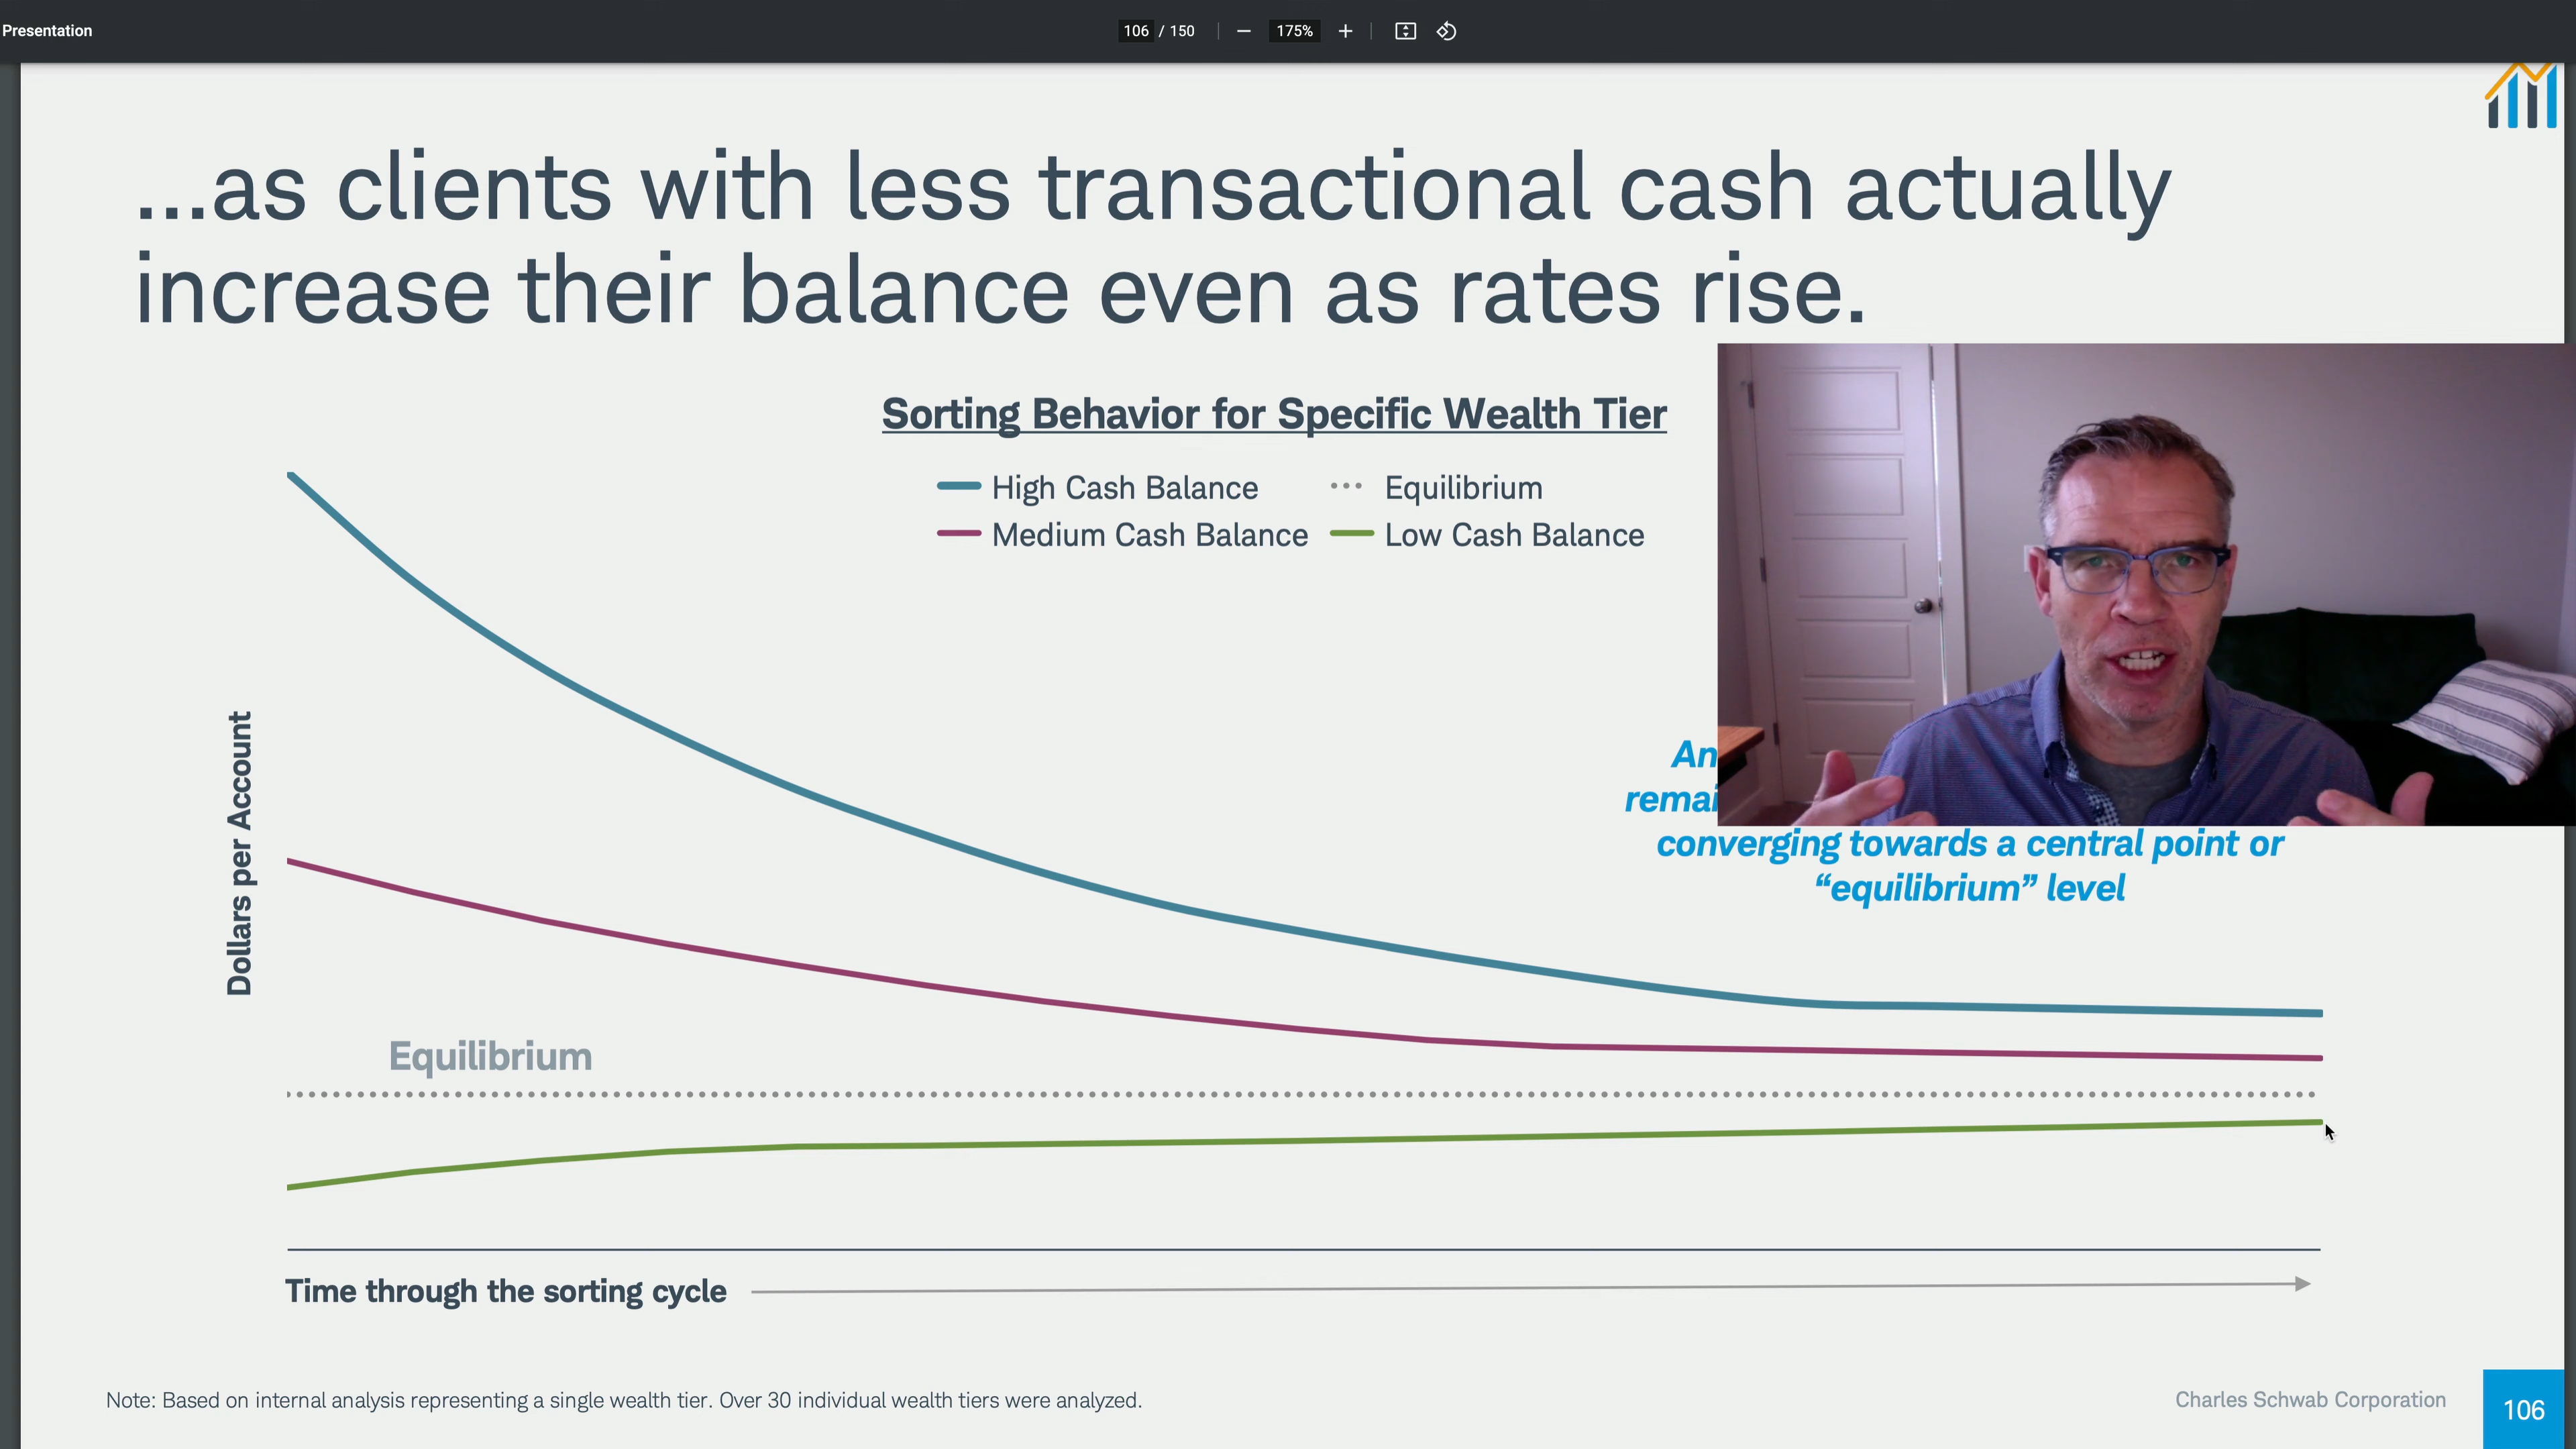 Presentation
106 / 150
175%
...as clients with less transactional cash actually
increase their balance even as rates rise.
Sorting Behavior for Specific Wealth Tier
High Cash Balance
Equilibrium
Medium Cash Balance
Low Cash Balance
converging towards a central point or
“equilibrium” level
Dollars per Account
Equilibrium
Time through the sorting cycle
Note: Based on internal analysis representing a single wealth tier. Over 30 individual wealth tiers were analyzed.
Charles Schwab Corporation
106